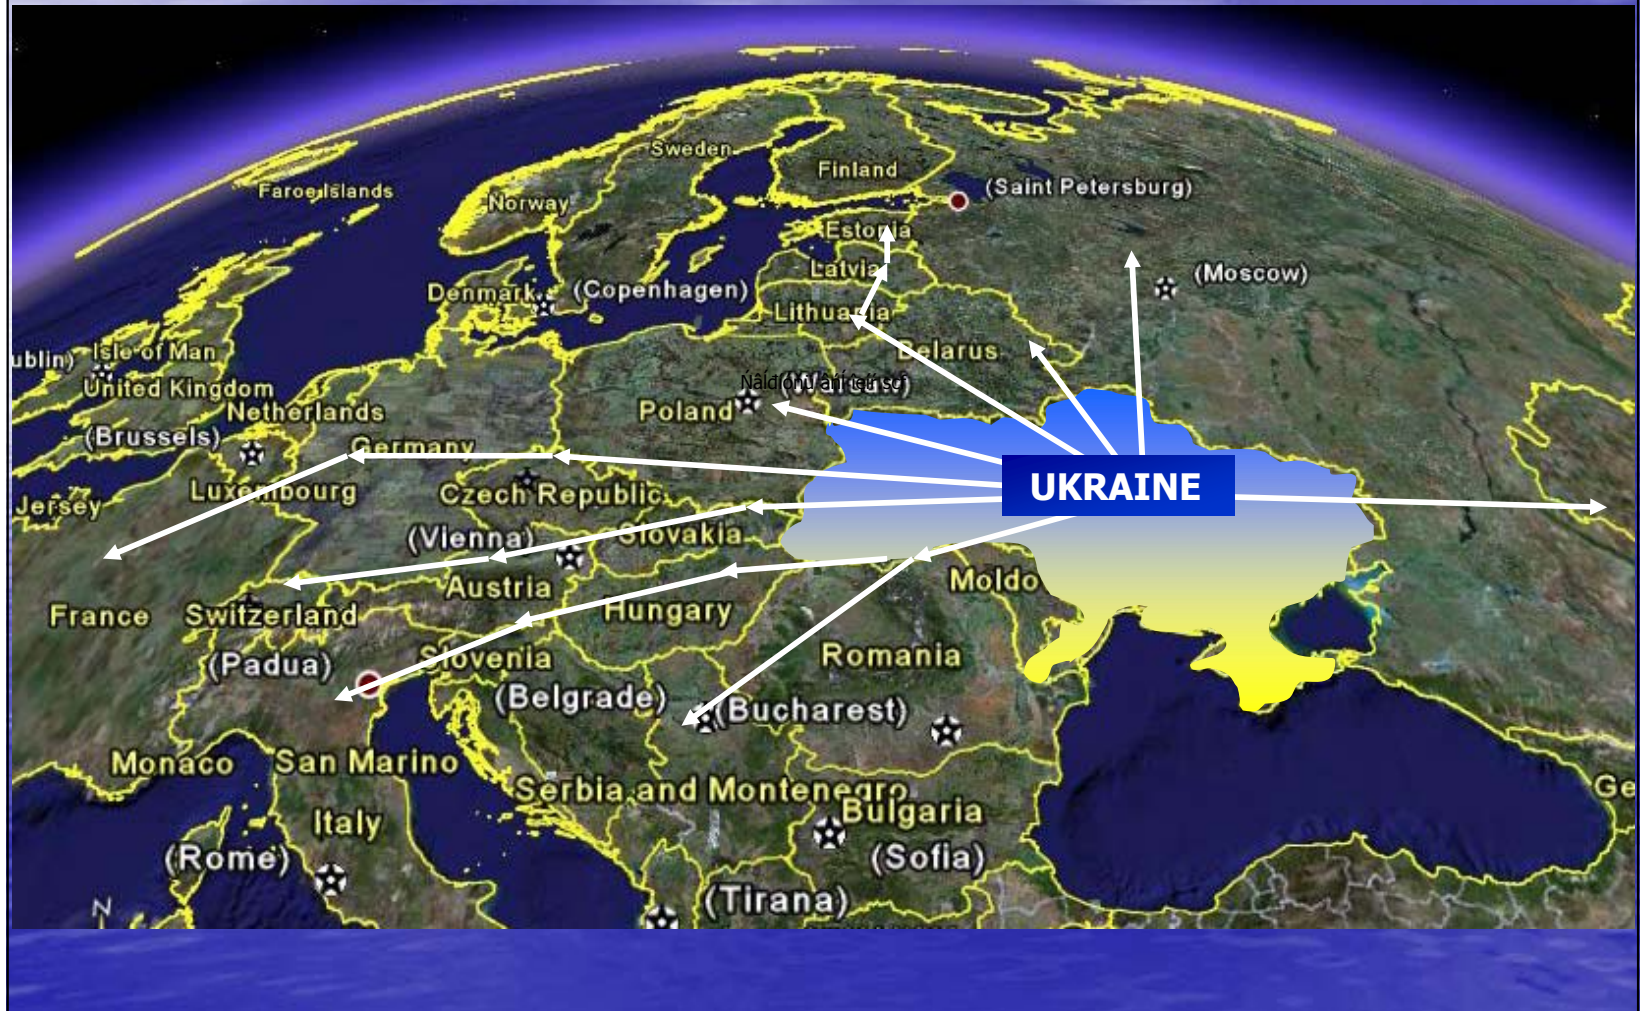 Sweden
Finland
Faroe Islands
(Saint Petersburg)
Norway
Estonia
Latvia
(Moscow)
Denmark
(Copenhagen)
Lithuania
ublin)
Isle of Man
Belarus
United Kingdom
Netherlands
Poland
(Brussels)
Germany
UKRAINE
Luxembourg
Czech Republic
Jersey
(Vienna)
Slovakia
Austria
Moldo
France
Switzerland
Hungary
(Padua)
Slovenia
Romania
(Belgrade)
(Bucharest)
Monaco
San Marino
Serbia and Montenegro
Ge
Italy
Bulgaria
(Rome)
(Sofia)
(Tirana)
N